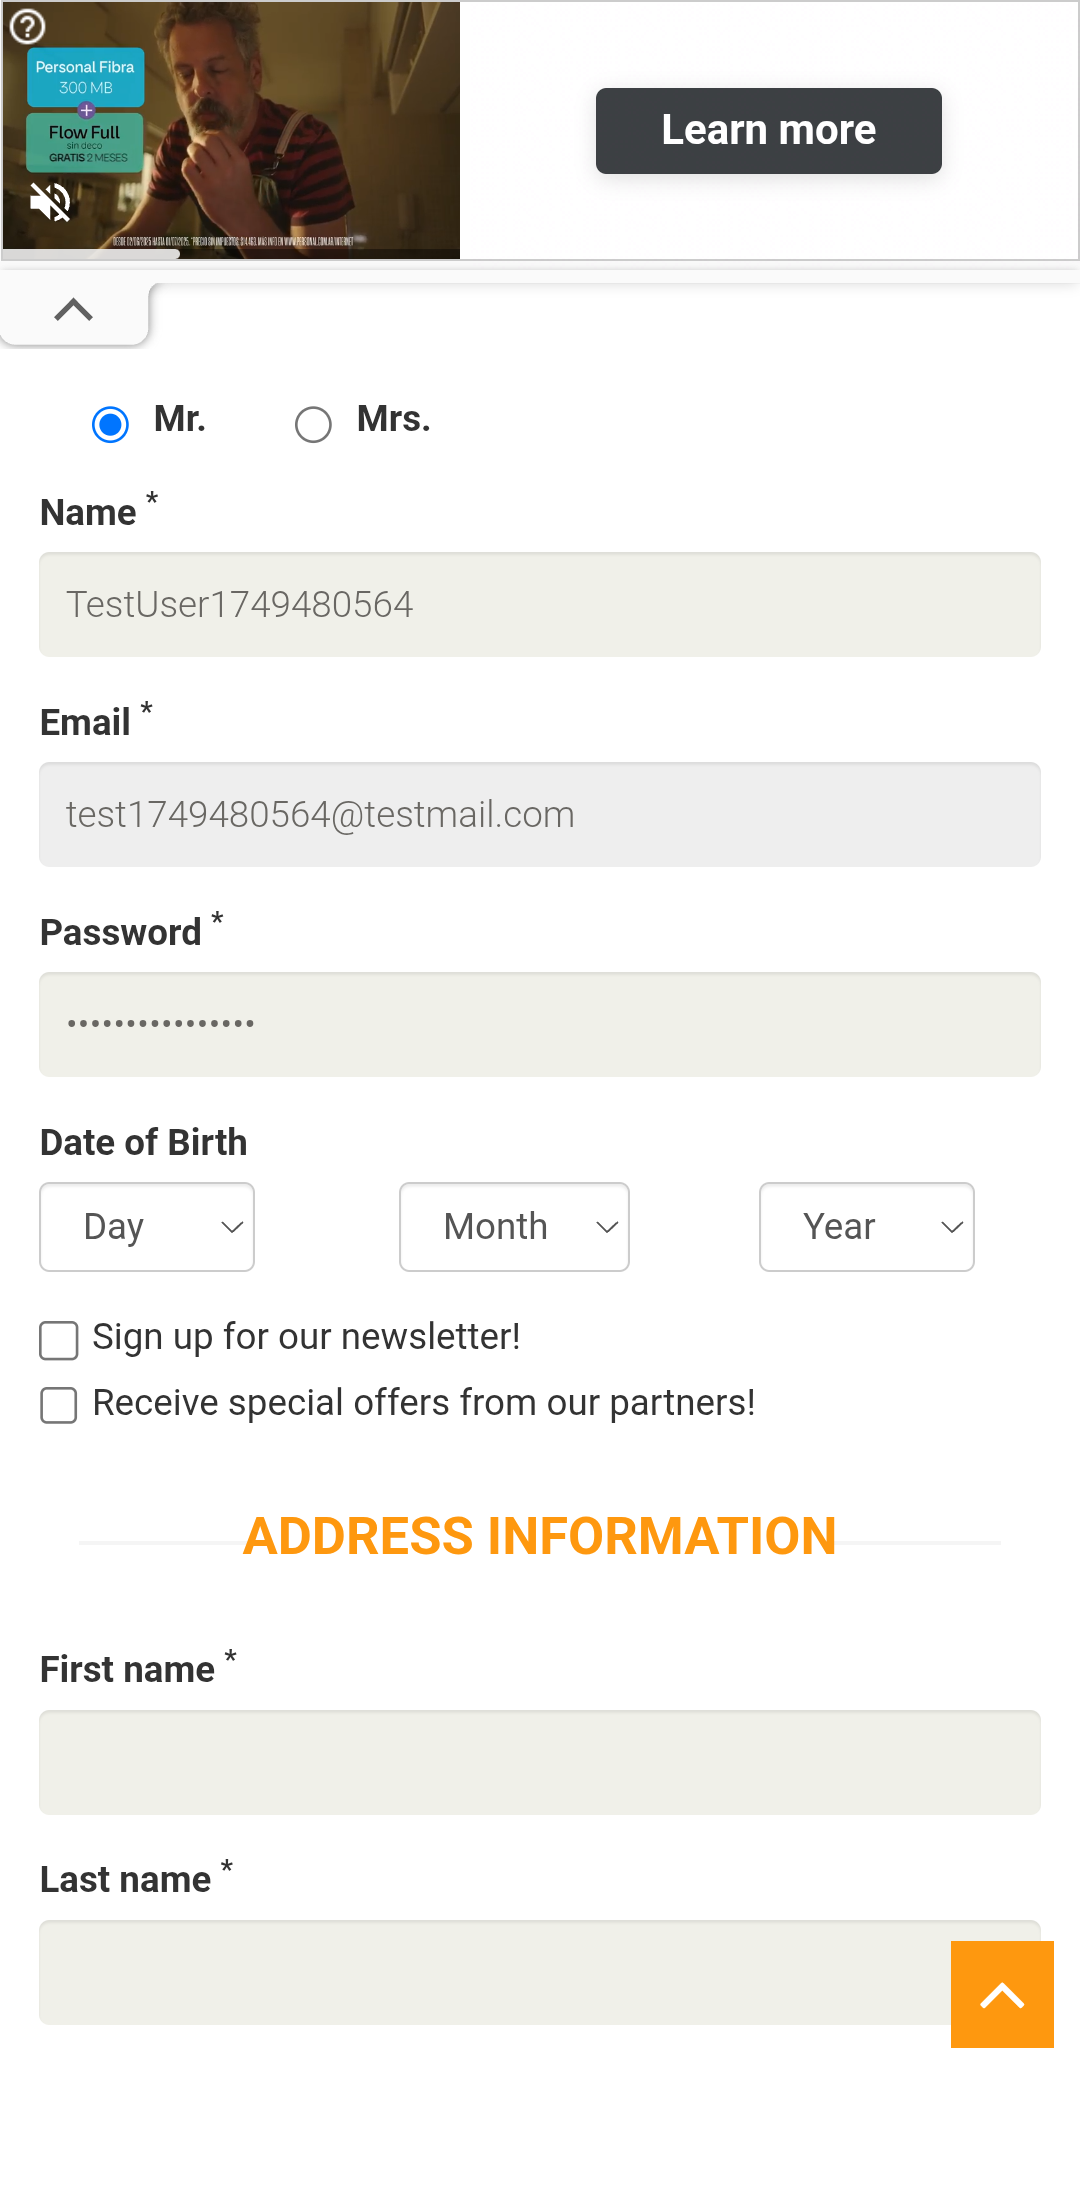 Personal Fibra
300 MB
+
Flow Full
sin deco
GRATIS 2 MESES
Learn more
Mr.
Mrs.
Name *
TestUser1749480564
Email *
test1749480564@testmail.com
Password *
••••••••••••••••
Date of Birth
Day
Month
Year
Sign up for our newsletter!
Receive special offers from our partners!
ADDRESS INFORMATION
First name *
Last name *